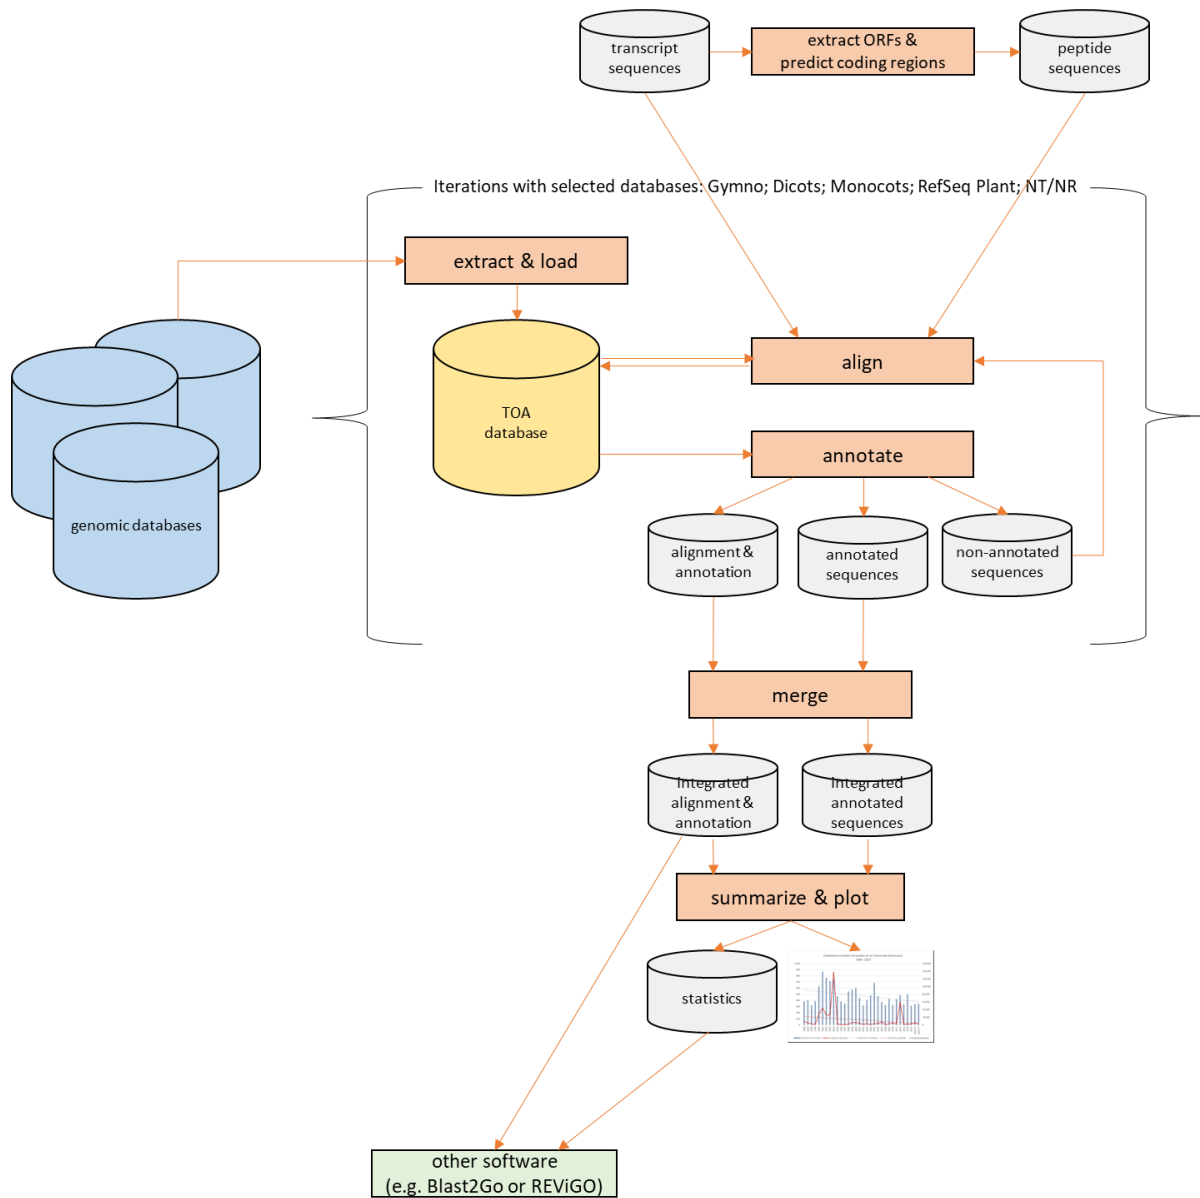 transcript
sequences
extract ORFs &
predict coding regions
peptide
sequences
Iterations with selected databases: Gymno; Dicots; Monocots; RefSeq Plant; NT/NR
extract & load
align
TOA
database
annotate
genomic databases
alignment &
annotation
annotated
sequences
non-annotated
sequences
merge
integrated
alignment &
annotation
integrated
annotated
sequences
summarize & plot
statistics
other software
(e.g. Blast2Go or REViGO)